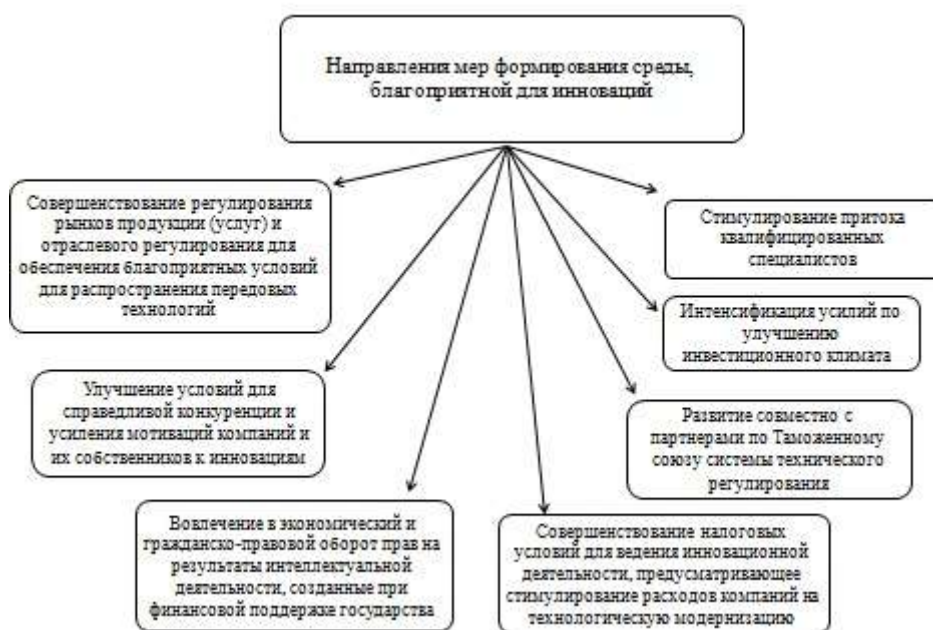 Направления мер формирования среды,
благоприятной для инноваций
Совершенствование регулирования
рынков продукции (услуг) и
отраслевого регулирования для
обеспечения благоприятных условий
для распространения передовых
технологий
Стимулирование притока
квалифицированных
специалистов
Интенсификация усилий по
улучшению
инвестиционного климата
Улучшение условий для
справедливой конкуренции и
усиления мотиваций компаний и
их собственников к инновациям
Развитие совместно с
партнерами по Таможенному
союзу системы технического
регулирования
Вовлечение в экономический и
гражданско-правовой оборот прав на
результаты интеллектуальной
деятельности, созданные при
финансовой поддержке государства
Совершенствование налоговых
условий для ведения инновационной
деятельности, предусматривающее
стимулирование расходов компаний на
технологическую модернизацию